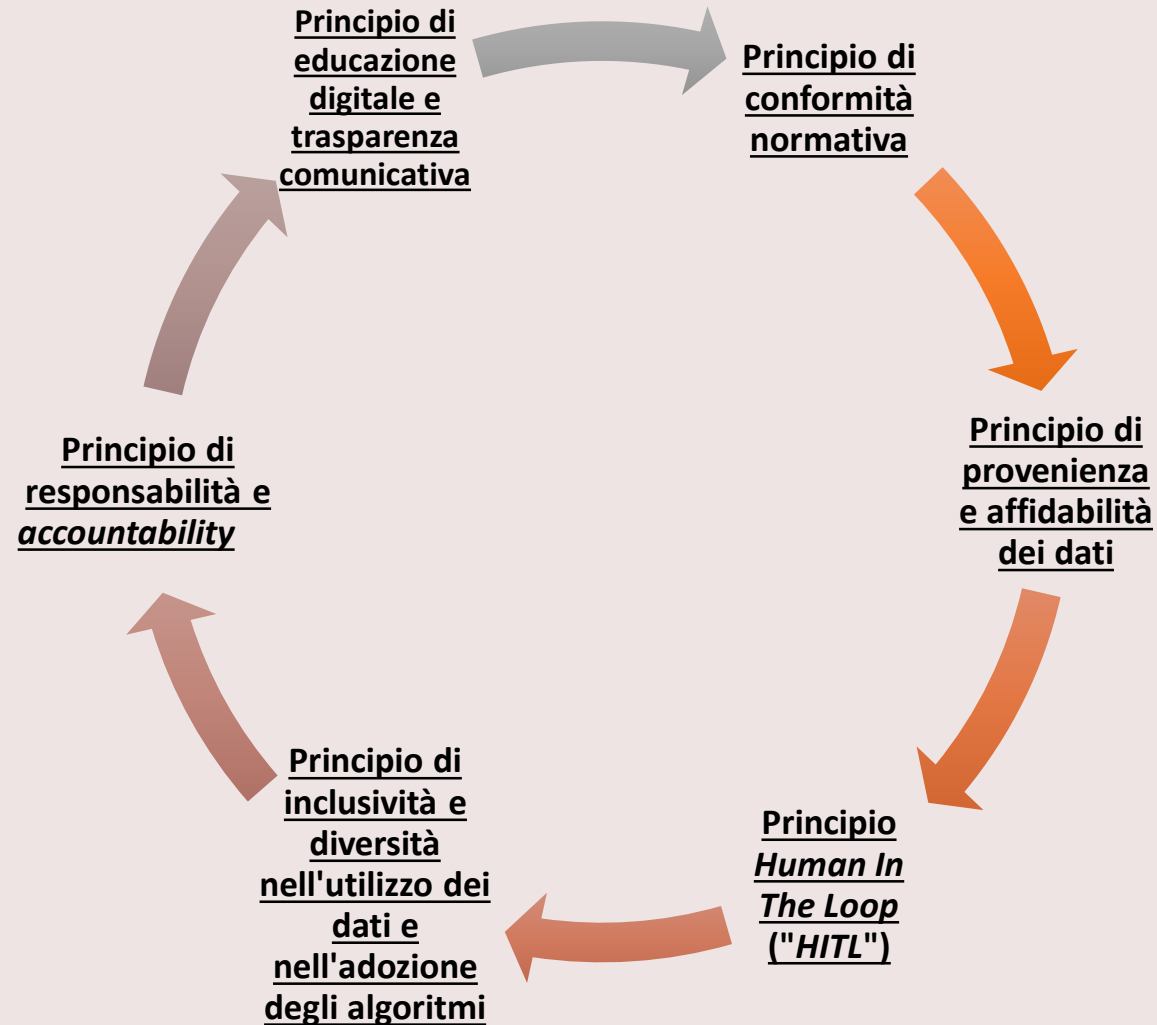 Principio di
educazione
digitale e
trasparenza
comunicativa
Principio di
conformità
normativa
Principio di
provenienza
e affidabilità
dei dati
Principio
Human In
The Loop
("HITL")
Principio di
inclusività e
diversità
nell'utilizzo dei
dati e
nell'adozione
degli algoritmi
Principio di
responsabilità e
accountability